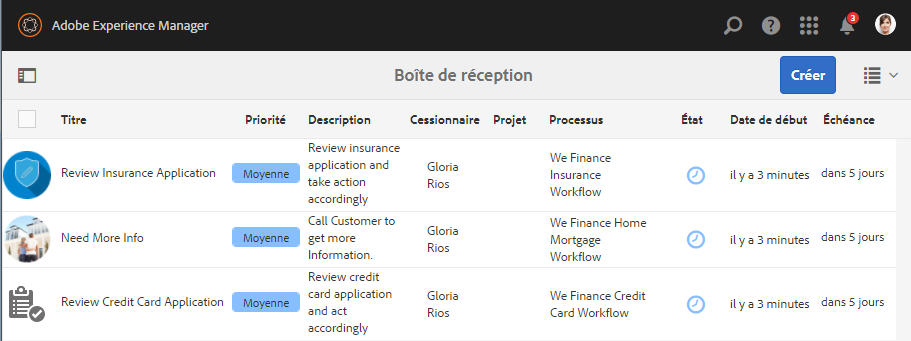 Adobe Experience Manager
3
Boîte de réception
Créer
Titre Priorité Description Cessionnaire Projet Processus État Date de début Échéance
Review Insurance Application
Moyenne
Review insurance
application and
take action
accordingly
Gloria
Rios
We Finance
Insurance
Workflow
il y a 3 minutes
dans 5 jours
Need More Info
Moyenne
Call Customer to
get more
Information.
Gloria
Rios
We Finance Home
Mortgage
Workflow
il y a 3 minutes
dans 5 jours
Review Credit Card Application
Moyenne
Review credit
card application
and act
accordingly
Gloria
Rios
We Finance Credit
Card Workflow
il y a 3 minutes
dans 5 jours